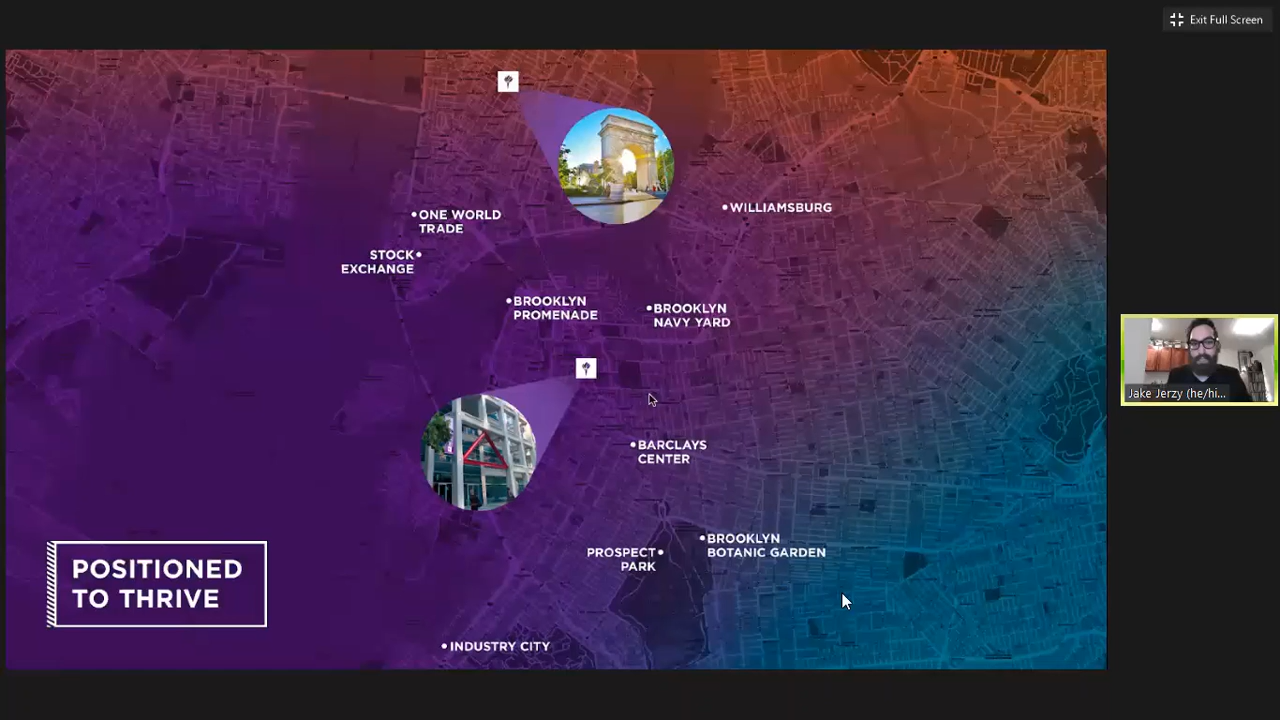 Exit Full Screen
ONE WORLD
TRADE
WILLIAMSBURG
STOCK
EXCHANGE
BROOKLYN
PROMENADE
BROOKLYN
NAVY YARD
Jake Jerzy (he/hi...
BARCLAYS
CENTER
PROSPECT
PARK
BROOKLYN
BOTANIC GARDEN
POSITIONED
TO THRIVE
INDUSTRY CITY